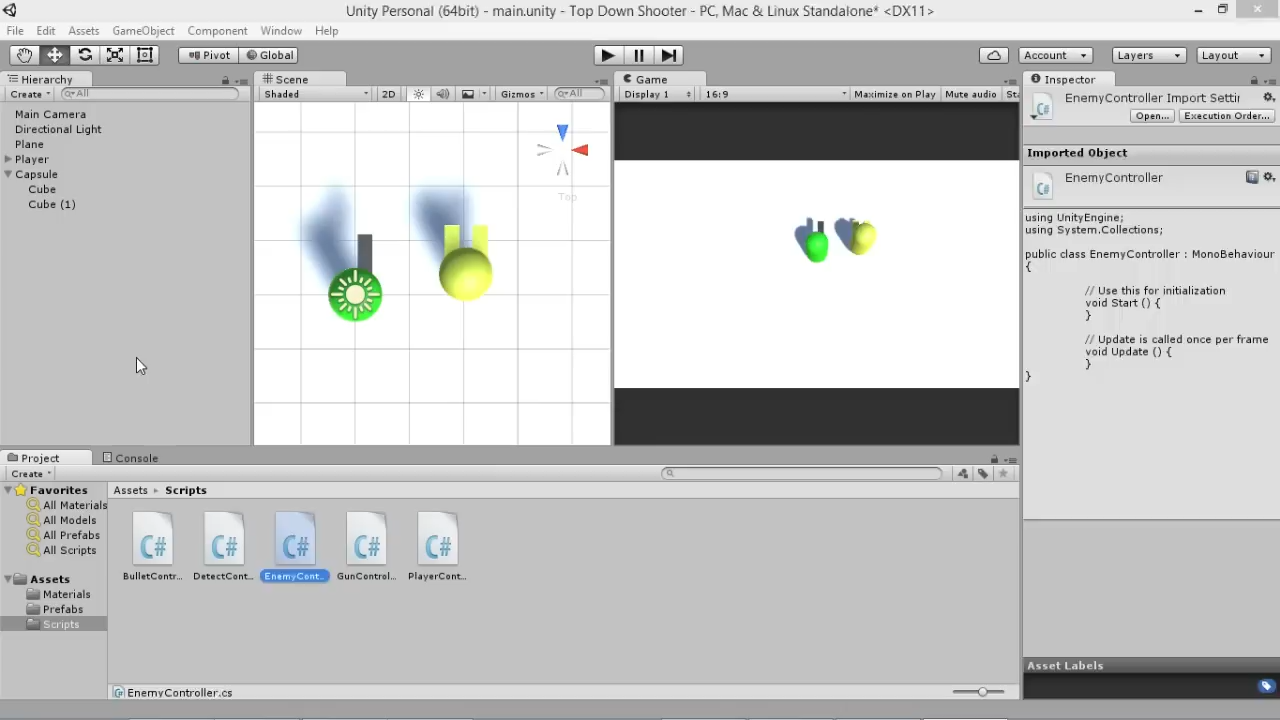 Unity Personal (64bit) - main.unity - Top Down Shooter - PC, Mac & Linux Standalone* <DX11>
File Edit Assets GameObject Component Window Help
Pivot Global Account Layers Layout
Hierarchy
Create All
Main Camera
Directional Light
Plane
Player
Capsule
Cube
Cube (1)
Scene
Shaded 2D Gizmos All
Top
Game
Display 1 16:9 Maximize on Play Mute audio Sta
Inspector
EnemyController Import Settir
Open... Execution Order...
Imported Object
EnemyController
using UnityEngine;
using System.Collections;
public class EnemyController : MonoBehaviour
{
// Use this for initialization
void Start () {
}
// Update is called once per frame
void Update () {
}
}
Asset Labels
Project Console
Create
Favorites
All Materials
All Models
All Prefabs
All Scripts
Assets
Materials
Prefabs
Scripts
Assets Scripts
C# C# C# C# C#
BulletContr... DetectCont... EnemyCont... GunControl... PlayerCont...
EnemyController.cs